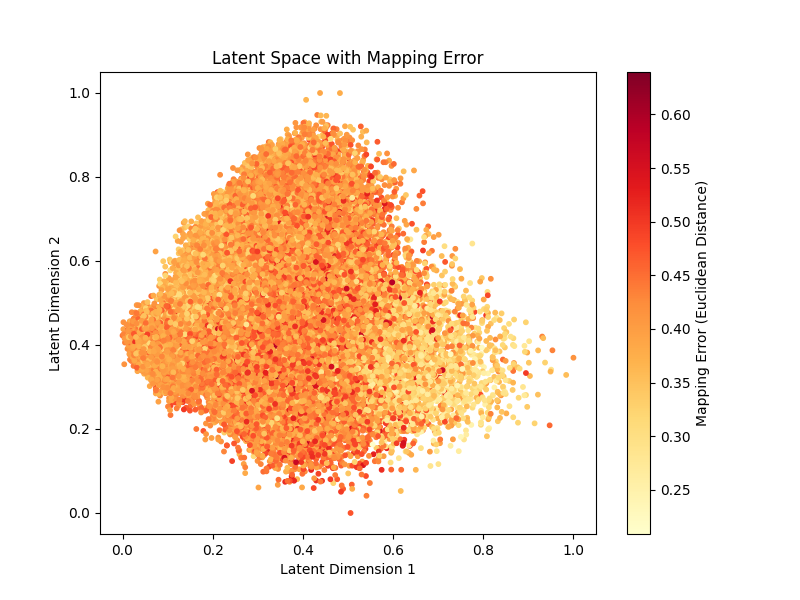 Latent Space with Mapping Error
Latent Dimension 2
1.0
0.8
0.6
0.4
0.2
0.0
0.0 0.2 0.4 0.6 0.8 1.0
Latent Dimension 1
0.60
0.55
0.50
0.45
0.40
0.35
0.30
0.25
Mapping Error (Euclidean Distance)